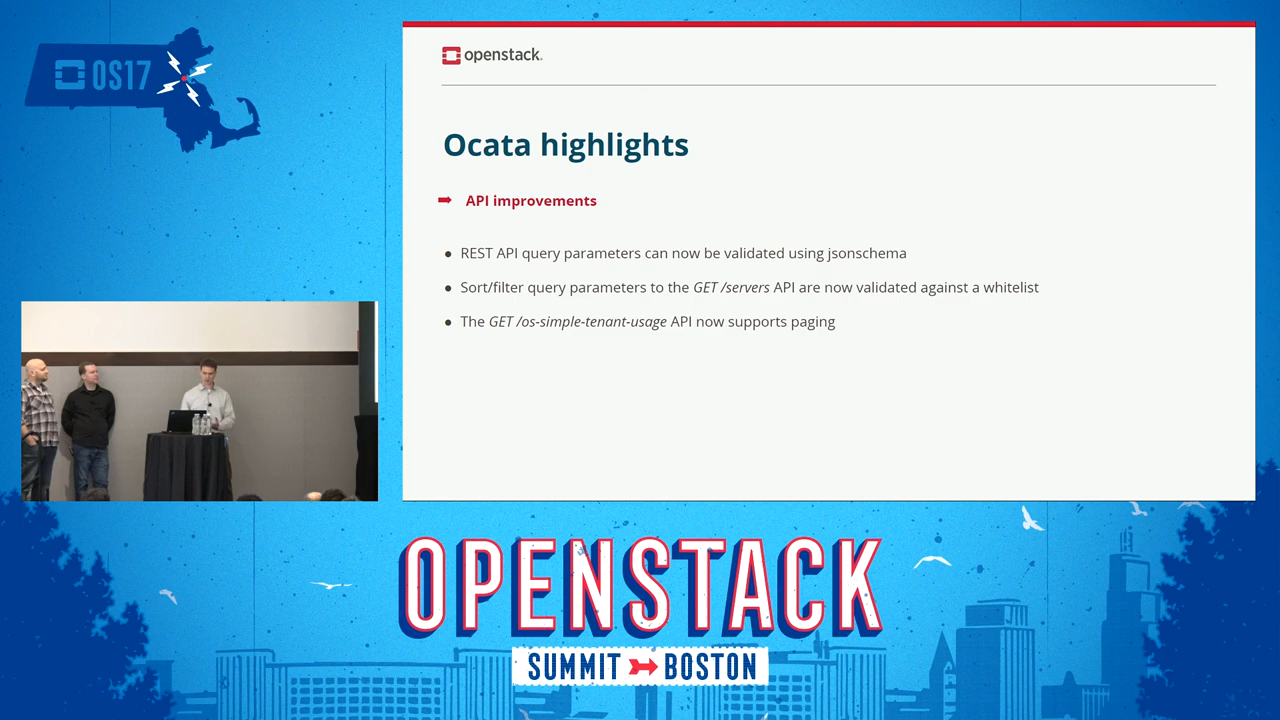 OS17
openstack.
Ocata highlights
➡ API improvements
● REST API query parameters can now be validated using jsonschema
● Sort/filter query parameters to the GET /servers API are now validated against a whitelist
● The GET /os-simple-tenant-usage API now supports paging
OPENSTACK
SUMMIT BOSTON